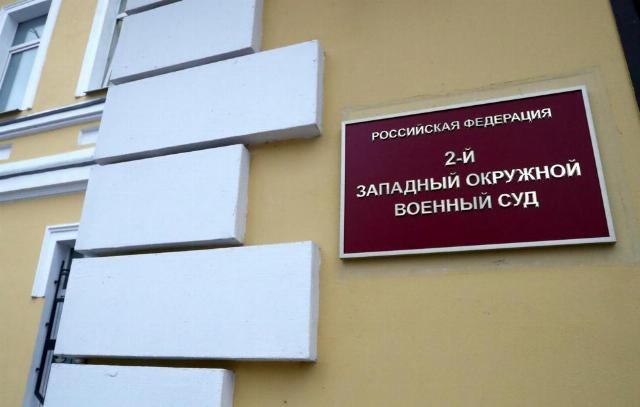 РОССИЙСКАЯ ФЕДЕРАЦИЯ
2-Й
ЗАПАДНЫЙ ОКРУЖНОЙ
ВОЕННЫЙ СУД